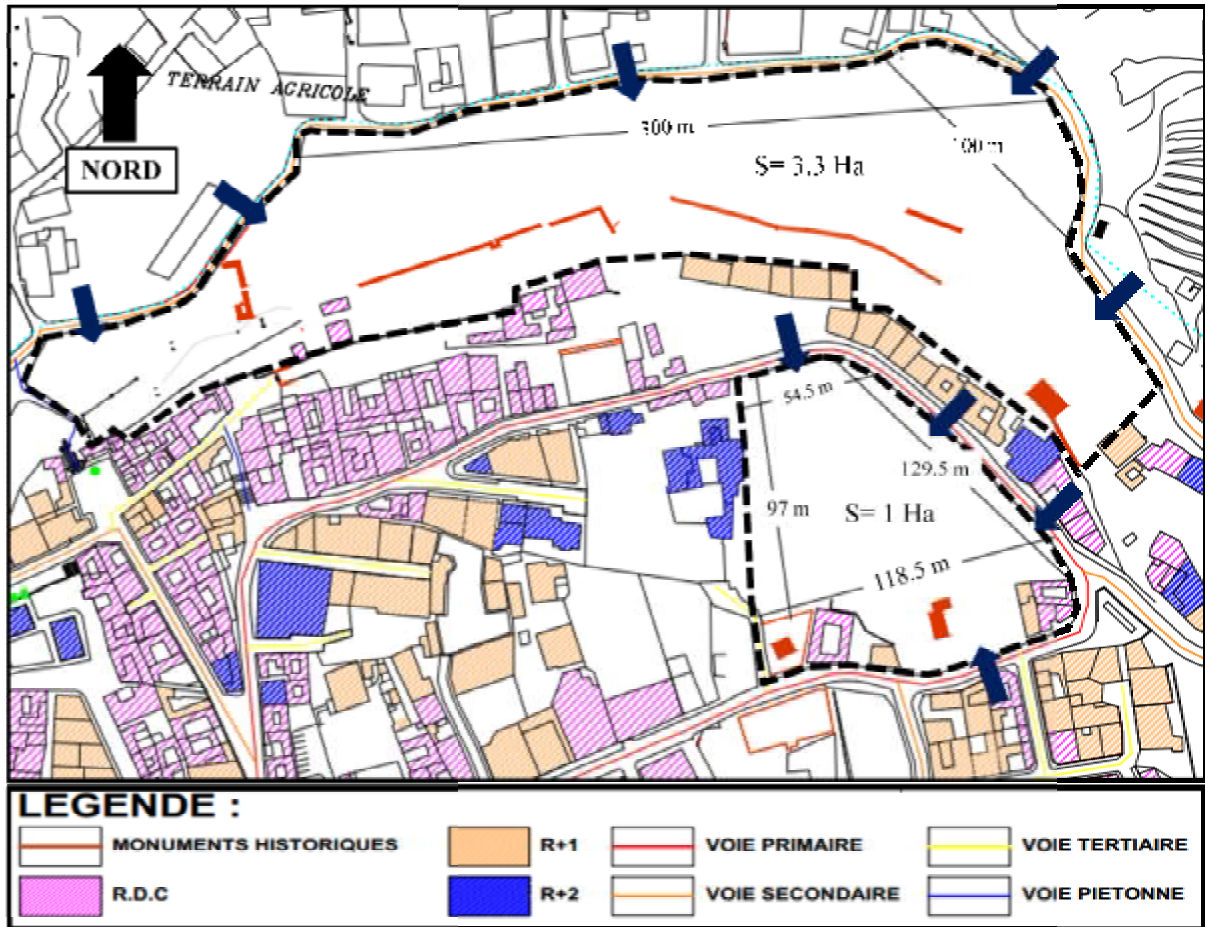 TERRAIN AGRICOLE
NORD
300 m
100 m
S= 3.3 Ha
54.5 m
129.5 m
97 m
S= 1 Ha
118.5 m
LEGENDE :
MONUMENTS HISTORIQUES
R+1
VOIE PRIMAIRE
VOIE TERTIAIRE
R.D.C
R+2
VOIE SECONDAIRE
VOIE PIETONNE